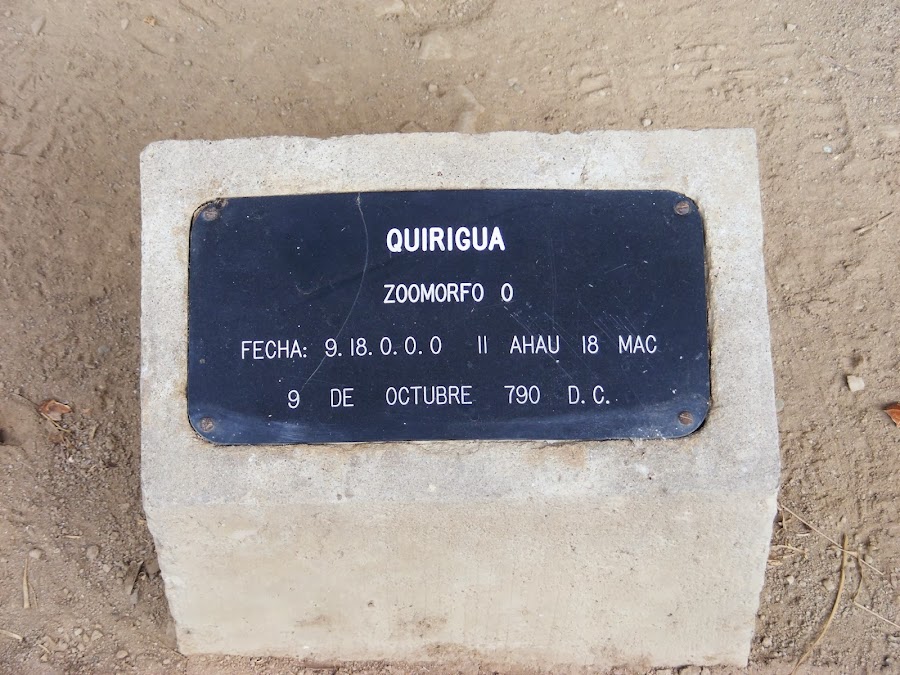 QUIRIGUA
ZOOMORFO O
FECHA: 9.18.0.0.0 11 AHAU 18 MAC
9 DE OCTUBRE 790 D.C.